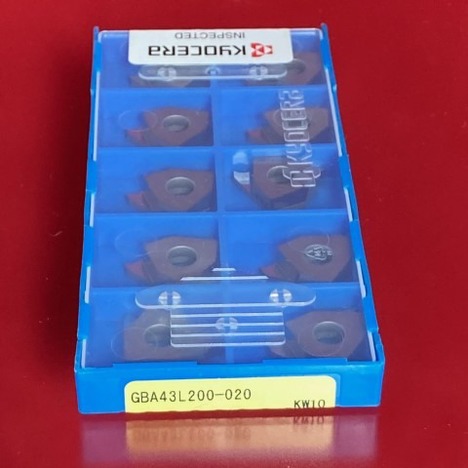 KYOCERA
INSPECTED
KYOCERA
GBA43L200-020
KW10